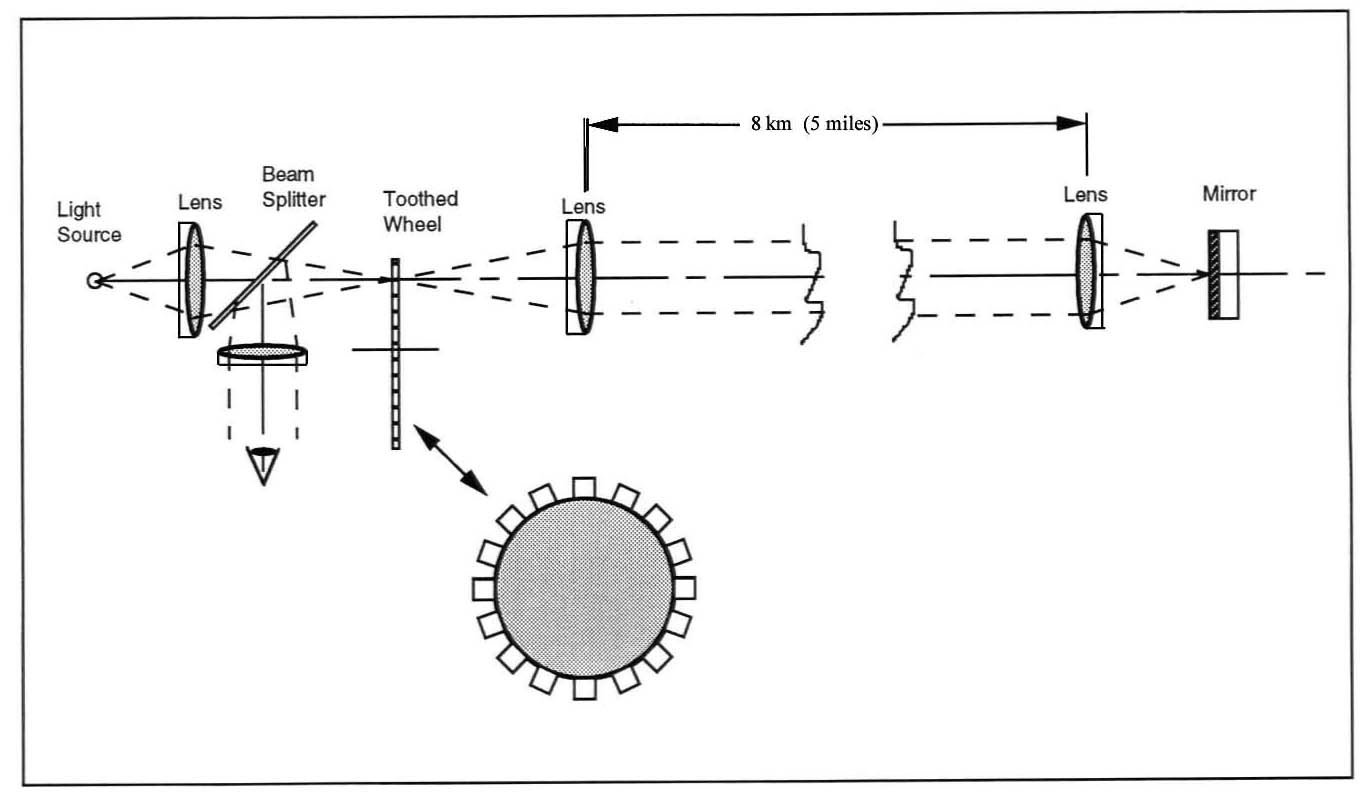 8 km (5 miles)
Light
Source
Lens
Beam
Splitter
Toothed
Wheel
Lens
Lens
Mirror